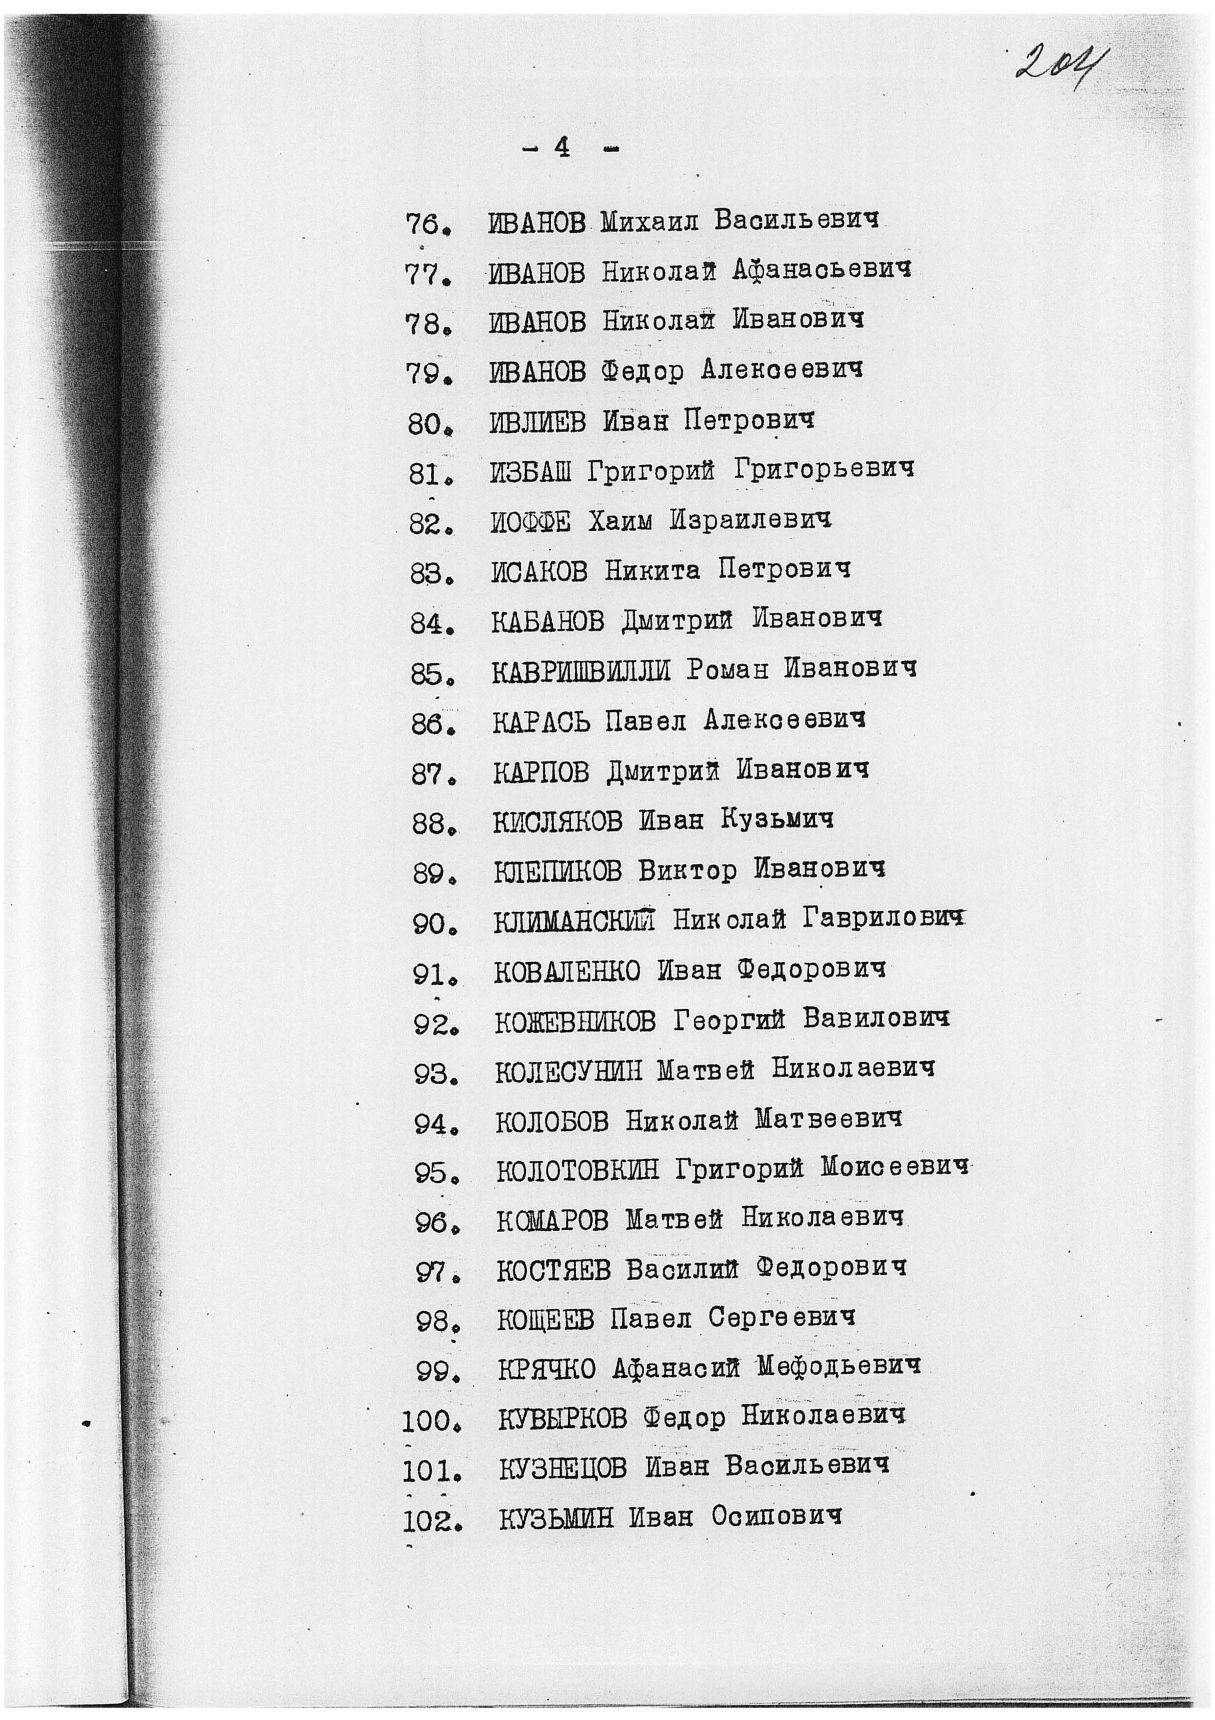 204
- 4 -
76. ИВАНОВ Михаил Васильевич
77. ИВАНОВ Николай Афанасьевич
78. ИВАНОВ Николай Иванович
79. ИВАНОВ Федор Алексеевич
80. ИВЛИЕВ Иван Петрович
81. ИЗБАШ Григорий Григорьевич
82. ИОФФЕ Хаим Израилевич
83. ИСАКОВ Никита Петрович
84. КАБАНОВ Дмитрий Иванович
85. КАВРИШВИЛЛИ Роман Иванович
86. КАРАСЬ Павел Алексеевич
87. КАРПОВ Дмитрий Иванович
88. КИСЛЯКОВ Иван Кузьмич
89. КЛЕПИКОВ Виктор Иванович
90. КЛИМАНСКИЙ Николай Гаврилович
91. КОВАЛЕНКО Иван Федорович
92. КОЖЕВНИКОВ Георгий Вавилович
93. КОЛЕСУНИН Матвей Николаевич
94. КОЛОБОВ Николай Матвеевич
95. КОЛОТОВКИН Григорий Моисеевич
96. КОМАРОВ Матвей Николаевич
97. КОСТЯЕВ Василий Федорович
98. КОЩЕЕВ Павел Сергеевич
99. КРЯЧКО Афанасий Мефодьевич
100. КУВЫРКОВ Федор Николаевич
101. КУЗНЕЦОВ Иван Васильевич
102. КУЗЬМИН Иван Осипович